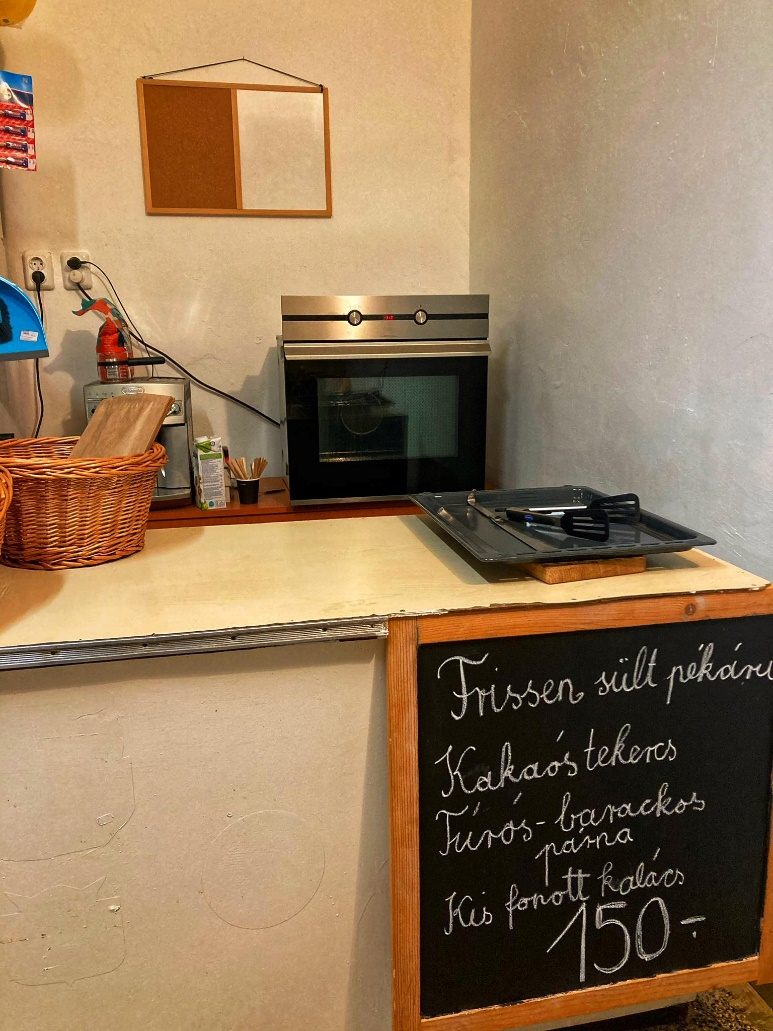 Frissen sült pékáru
Kakaós tekercs
Túrós-barackos
párna
Kis fonott kalács
150.-